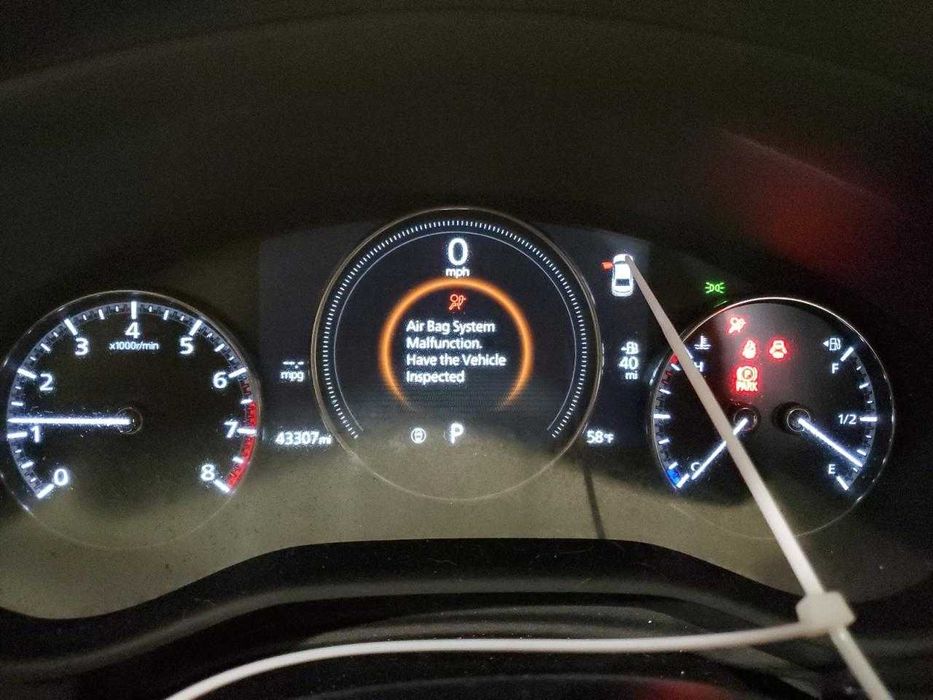 4
3
x1000r/min
5
2
6
1
7
0
8
--.-
mpg
43307mi
0
mph
Air Bag System
Malfunction.
Have the Vehicle
Inspected
P
40
mi
58°F
H
C
(P)
PARK
F
1/2
E